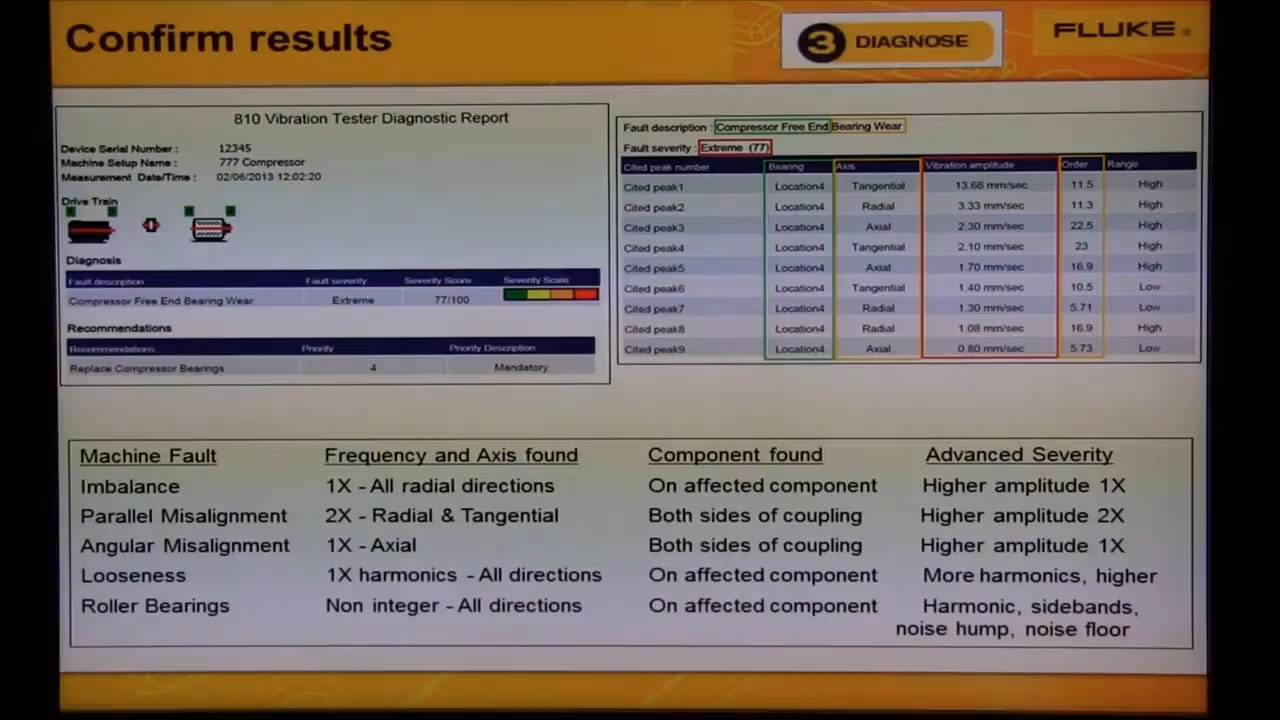 Confirm results
3 DIAGNOSE
FLUKE
810 Vibration Tester Diagnostic Report
Device Serial Number : 12345
Machine Setup Name : 777 Compressor
Measurement Date/Time : 02/06/2013 12:02:20
Drive Train
Diagnosis
Fault description Fault severity Severity Score Severity Scale
Compressor Free End Bearing Wear Extreme 77/100
Recommendations
Recommendations Priority Priority Description
Replace Compressor Bearings 4 Mandatory
Fault description : Compressor Free End Bearing Wear
Fault severity : Extreme (77)
Cited peak number Bearing Axis Vibration amplitude Order Range
Cited peak1 Location4 Tangential 13.66 mm/sec 11.5 High
Cited peak2 Location4 Radial 3.33 mm/sec 11.3 High
Cited peak3 Location4 Axial 2.30 mm/sec 22.5 High
Cited peak4 Location4 Tangential 2.10 mm/sec 23 High
Cited peak5 Location4 Axial 1.70 mm/sec 16.9 High
Cited peak6 Location4 Tangential 1.40 mm/sec 10.5 Low
Cited peak7 Location4 Radial 1.30 mm/sec 5.71 Low
Cited peak8 Location4 Radial 1.08 mm/sec 16.9 High
Cited peak9 Location4 Axial 0.80 mm/sec 5.73 Low
Machine Fault Frequency and Axis found Component found Advanced Severity
Imbalance 1X - All radial directions On affected component Higher amplitude 1X
Parallel Misalignment 2X - Radial & Tangential Both sides of coupling Higher amplitude 2X
Angular Misalignment 1X - Axial Both sides of coupling Higher amplitude 1X
Looseness 1X harmonics - All directions On affected component More harmonics, higher
Roller Bearings Non integer - All directions On affected component Harmonic, sidebands,
noise hump, noise floor